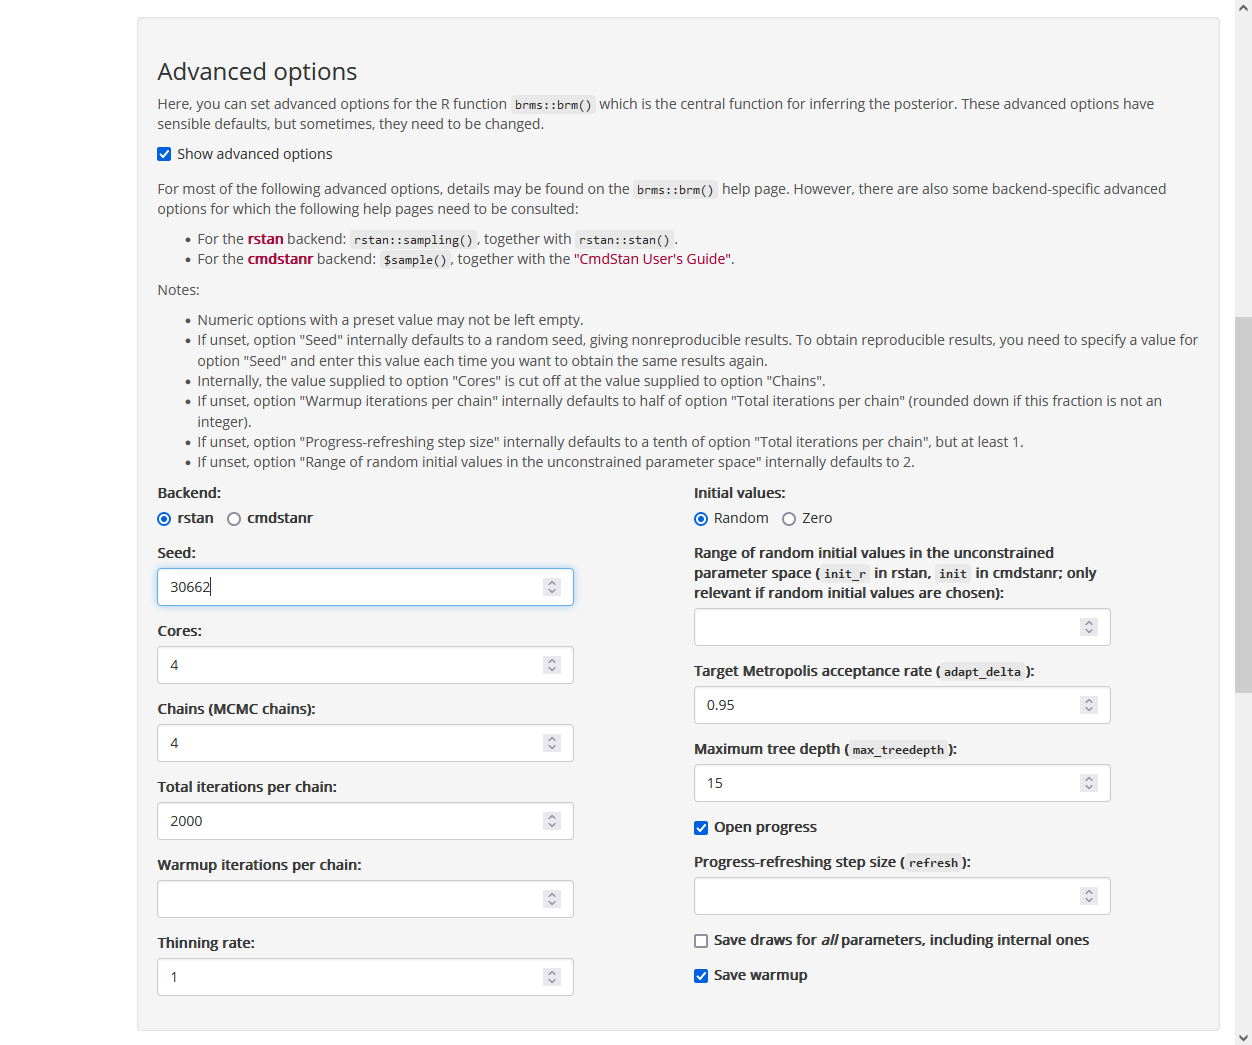 Advanced options
Here, you can set advanced options for the R function brms::brm() which is the central function for inferring the posterior. These advanced options have
sensible defaults, but sometimes, they need to be changed.
Show advanced options
For most of the following advanced options, details may be found on the brms::brm() help page. However, there are also some backend-specific advanced
options for which the following help pages need to be consulted:
• For the rstan backend: rstan::sampling(), together with rstan::stan().
• For the cmdstanr backend: $sample(), together with the "CmdStan User's Guide".
Notes:
• Numeric options with a preset value may not be left empty.
• If unset, option "Seed" internally defaults to a random seed, giving nonreproducible results. To obtain reproducible results, you need to specify a value for
option "Seed" and enter this value each time you want to obtain the same results again.
• Internally, the value supplied to option "Cores" is cut off at the value supplied to option "Chains".
• If unset, option "Warmup iterations per chain" internally defaults to half of option "Total iterations per chain" (rounded down if this fraction is not an
integer).
• If unset, option "Progress-refreshing step size" internally defaults to a tenth of option "Total iterations per chain", but at least 1.
• If unset, option "Range of random initial values in the unconstrained parameter space" internally defaults to 2.
Backend:
rstan cmdstanr
Seed:
30662
Cores:
4
Chains (MCMC chains):
4
Total iterations per chain:
2000
Warmup iterations per chain:
Thinning rate:
1
Initial values:
Random Zero
Range of random initial values in the unconstrained
parameter space (init_r in rstan, init in cmdstanr; only
relevant if random initial values are chosen):
Target Metropolis acceptance rate (adapt_delta):
0.95
Maximum tree depth (max_treedepth):
15
Open progress
Progress-refreshing step size (refresh):
Save draws for all parameters, including internal ones
Save warmup